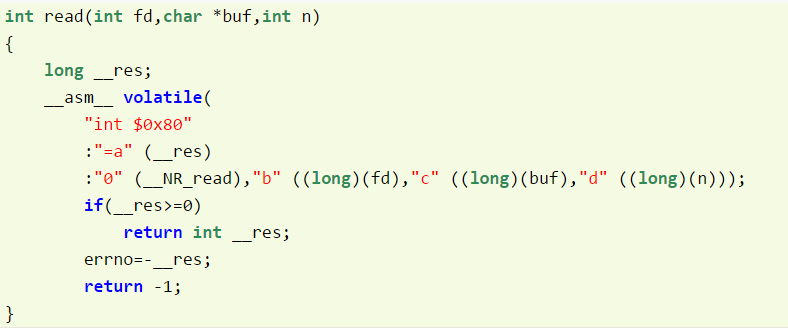 int read(int fd,char *buf,int n)
{
    long __res;
    __asm__ volatile(
        "int $0x80"
        :"=a" (__res)
        :"0" (__NR_read),"b" ((long)(fd),"c" ((long)(buf),"d" ((long)(n)));
        if(__res>=0)
            return int __res;
        errno=-__res;
        return -1;
}